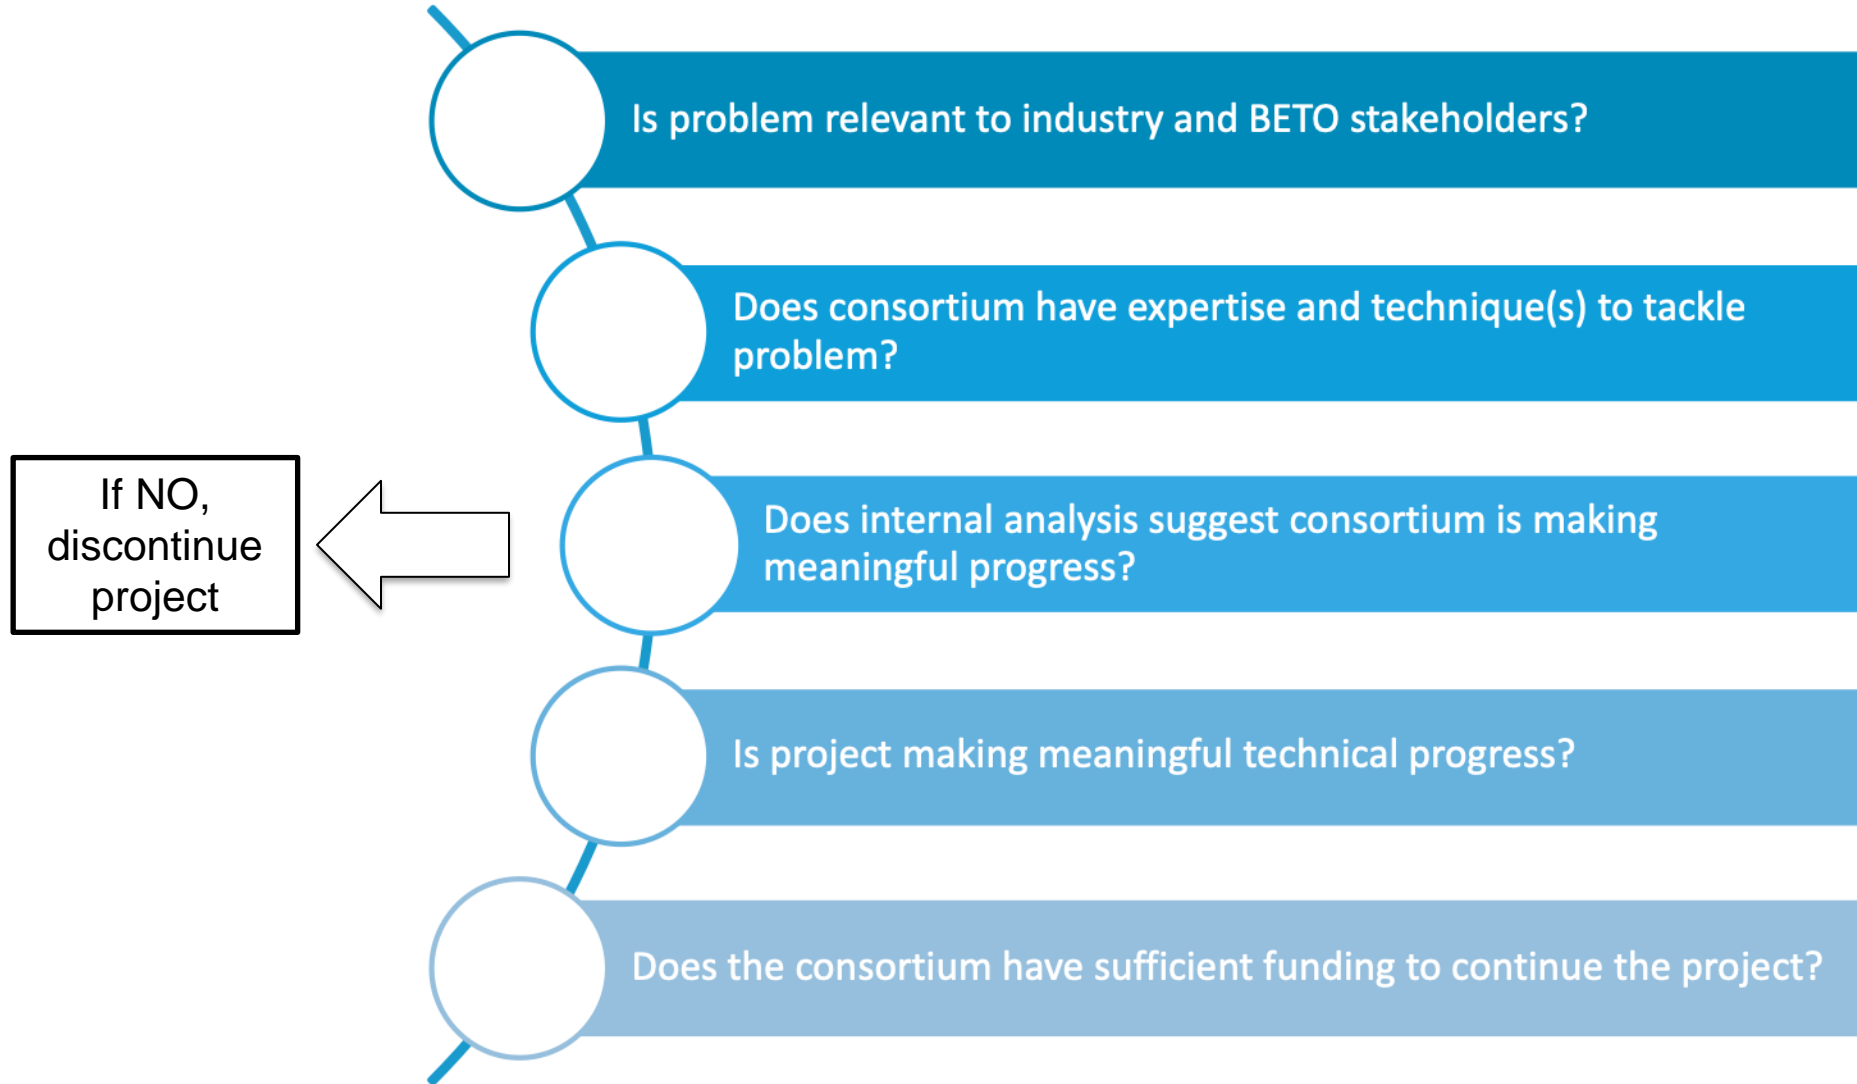 Is problem relevant to industry and BETO stakeholders?
Does consortium have expertise and technique(s) to tackle
problem?
If NO,
discontinue
project
Does internal analysis suggest consortium is making
meaningful progress?
Is project making meaningful technical progress?
Does the consortium have sufficient funding to continue the project?